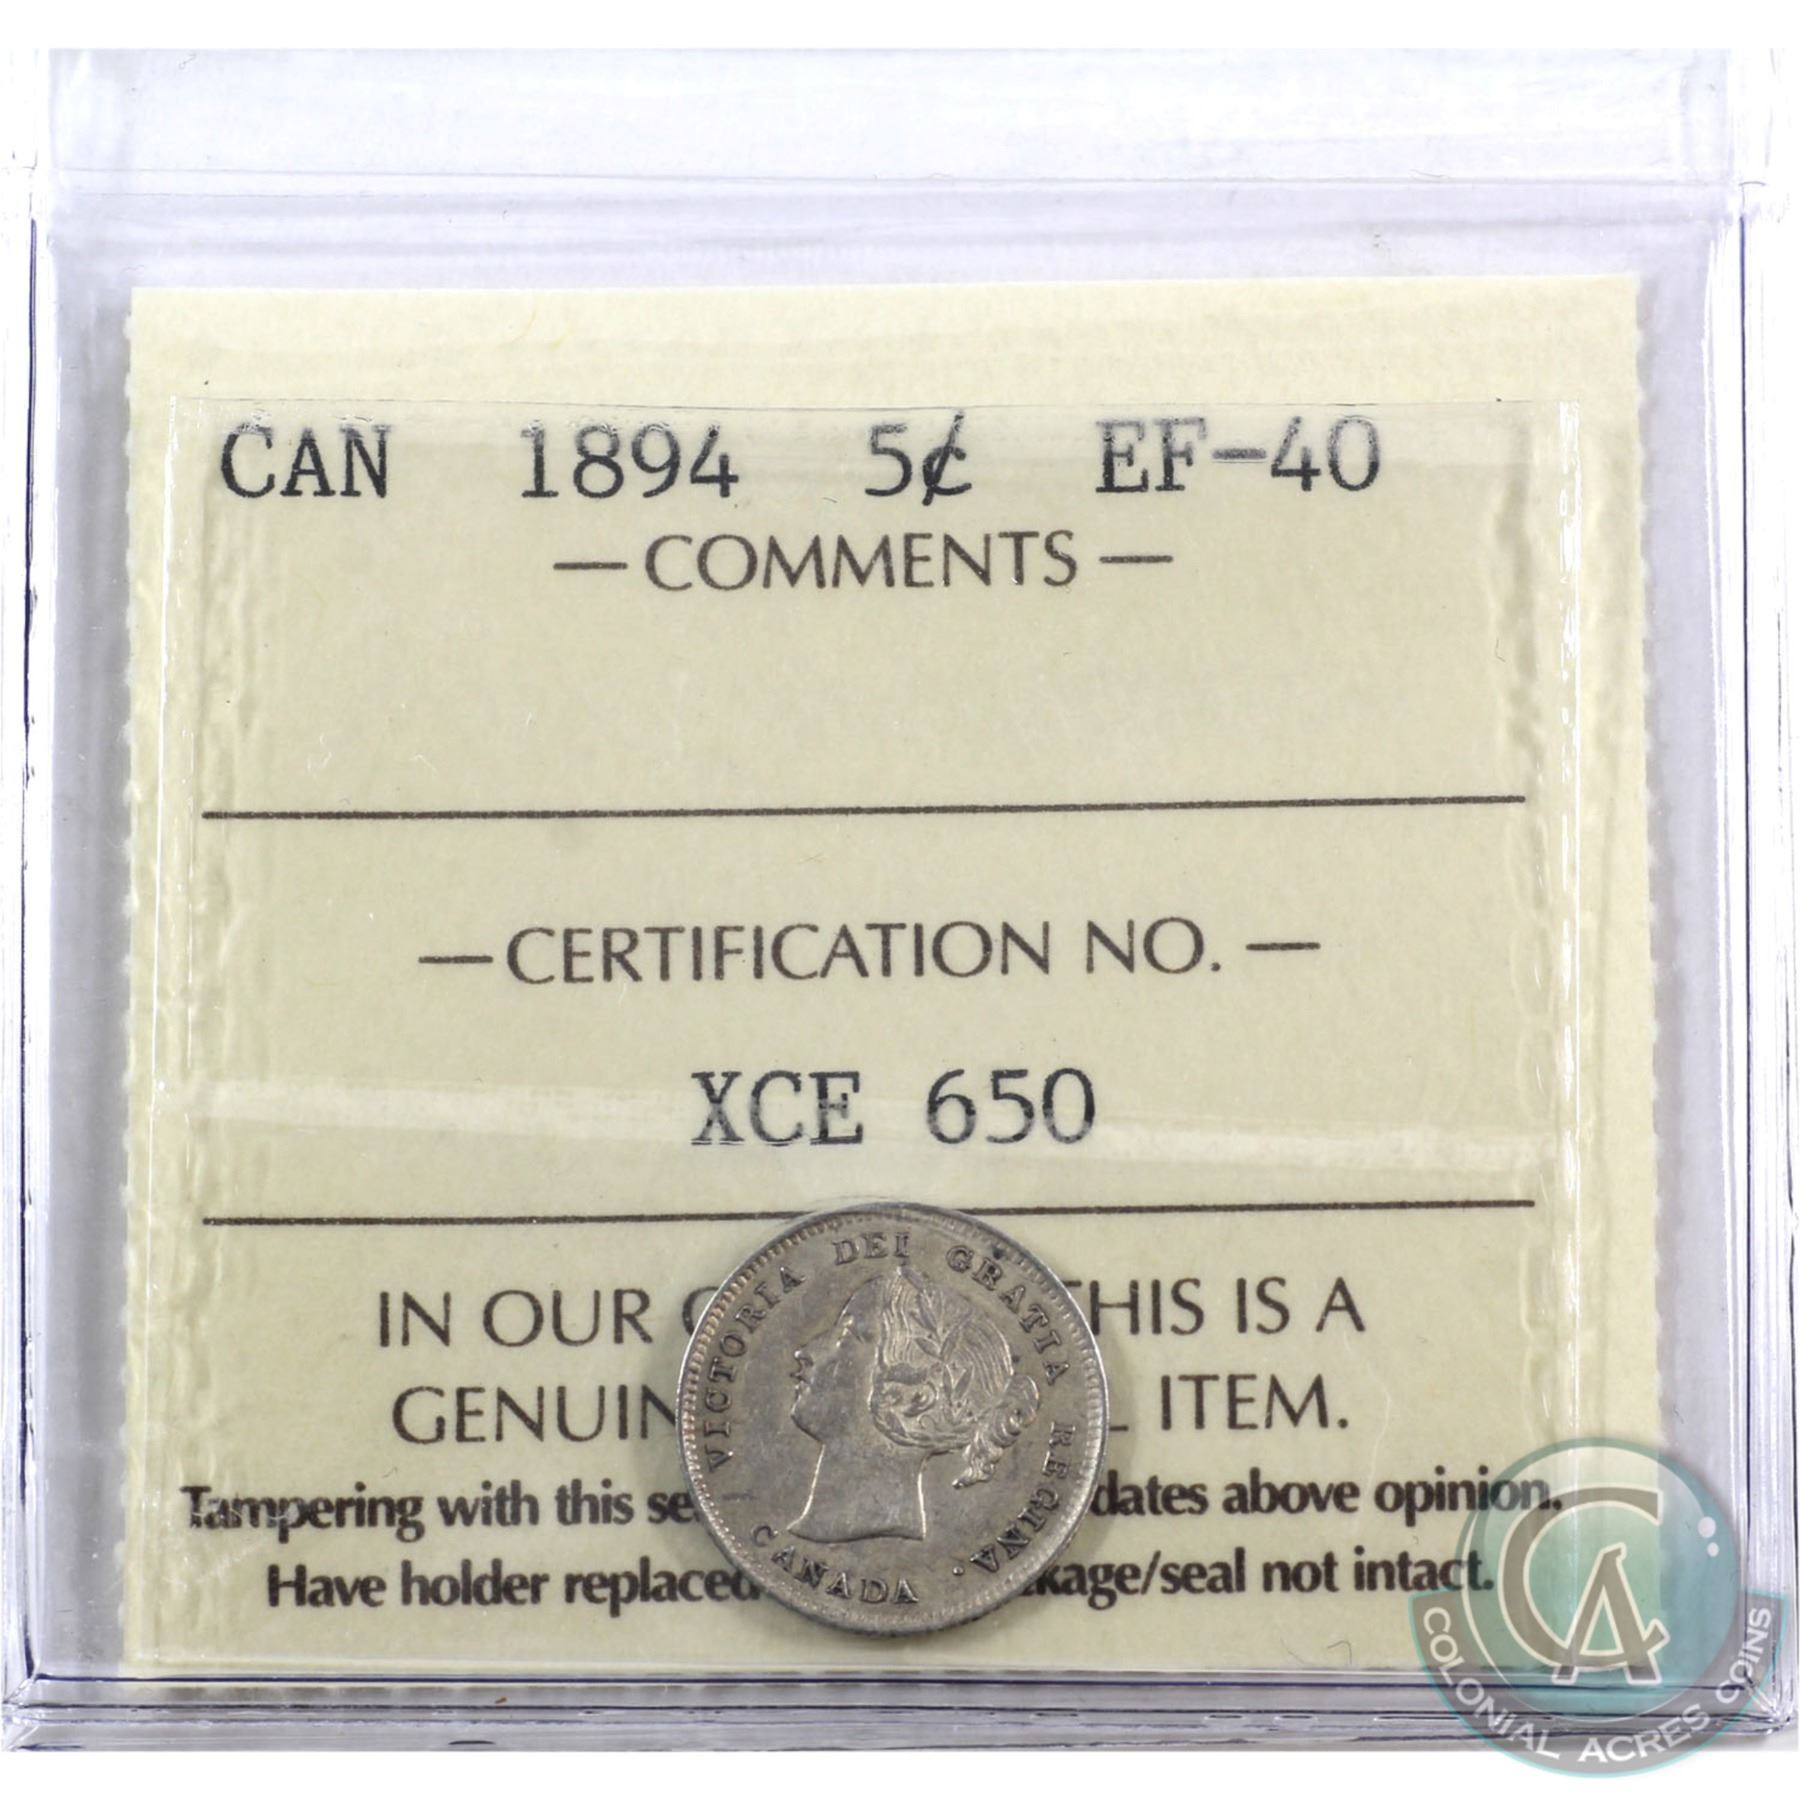 CAN 1894 5¢ EF-40
— COMMENTS —
— CERTIFICATION NO. —
XCE 650
IN OUR THIS IS A
GENUIN ITEM.
Tampering with this se dates above opinion.
Have holder replaced kage/seal not intact.
VICTORIA DEI GRATIA REGINA.
CANADA
CA
COLONIAL ACRES COINS